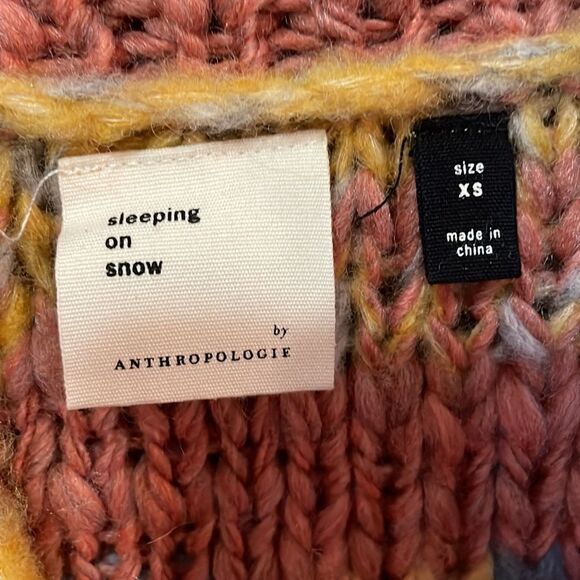 sleeping
on
snow
by
ANTHROPOLOGIE
size
XS
made in
china